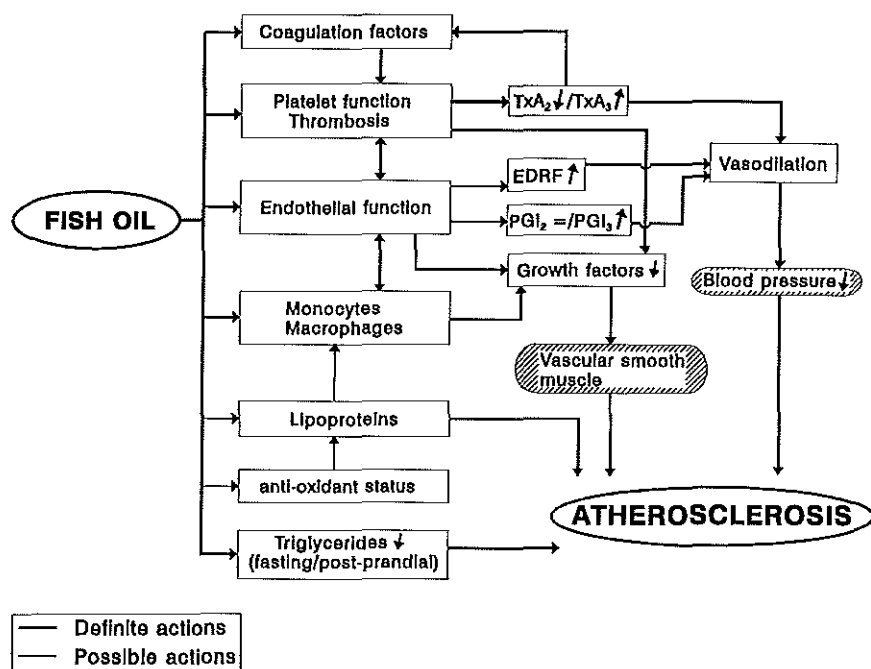 Coagulation factors
Platelet function
Thrombosis
TxA₂↓/TxA₃↑
Vasodilation
EDRF↑
FISH OIL
Endothelial function
PGI₂ =/PGI₃↑
Growth factors ↓
Blood pressure↓
Monocytes
Macrophages
Vascular smooth
muscle
Lipoproteins
anti-oxidant status
ATHEROSCLEROSIS
Triglycerides ↓
(fasting/post-prandial)
Definite actions
Possible actions